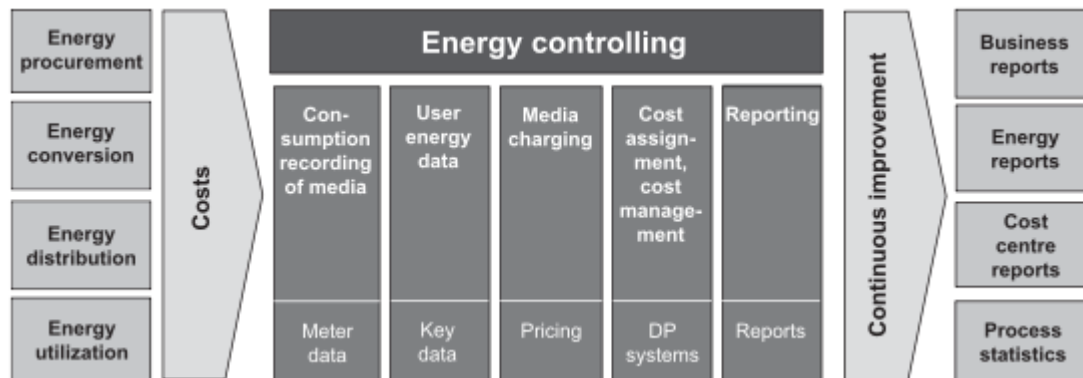 Energy
procurement
Energy
conversion
Energy
distribution
Energy
utilization
Costs
Energy controlling
Con-
sumption
recording
of media
Meter
data
User
energy
data
Key
data
Media
charging
Pricing
Cost
assign-
ment,
cost
manage-
ment
DP
systems
Reporting
Reports
Continuous improvement
Business
reports
Energy
reports
Cost
centre
reports
Process
statistics